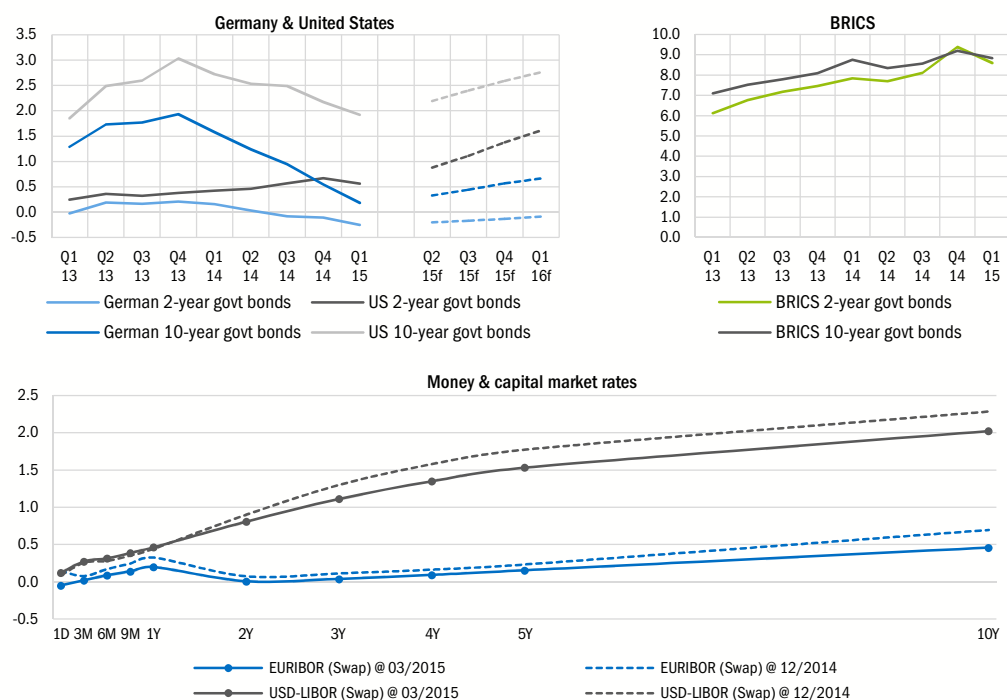 Germany & United States
3.5
3.0
2.5
2.0
1.5
1.0
0.5
0.0
-0.5
Q1 Q2 Q3 Q4 Q1 Q2 Q3 Q4 Q1 Q2 Q3 Q4 Q1
13 13 13 13 14 14 14 14 15 15f 15f 15f 16f
German 2-year govt bonds US 2-year govt bonds
German 10-year govt bonds US 10-year govt bonds
BRICS
10.0
9.0
8.0
7.0
6.0
5.0
4.0
3.0
2.0
1.0
0.0
Q1 Q2 Q3 Q4 Q1 Q2 Q3 Q4 Q1
13 13 13 13 14 14 14 14 15
BRICS 2-year govt bonds
BRICS 10-year govt bonds
Money & capital market rates
2.5
2.0
1.5
1.0
0.5
0.0
-0.5
1D 3M 6M 9M 1Y 2Y 3Y 4Y 5Y 10Y
EURIBOR (Swap) @ 03/2015 EURIBOR (Swap) @ 12/2014
USD-LIBOR (Swap) @ 03/2015 USD-LIBOR (Swap) @ 12/2014